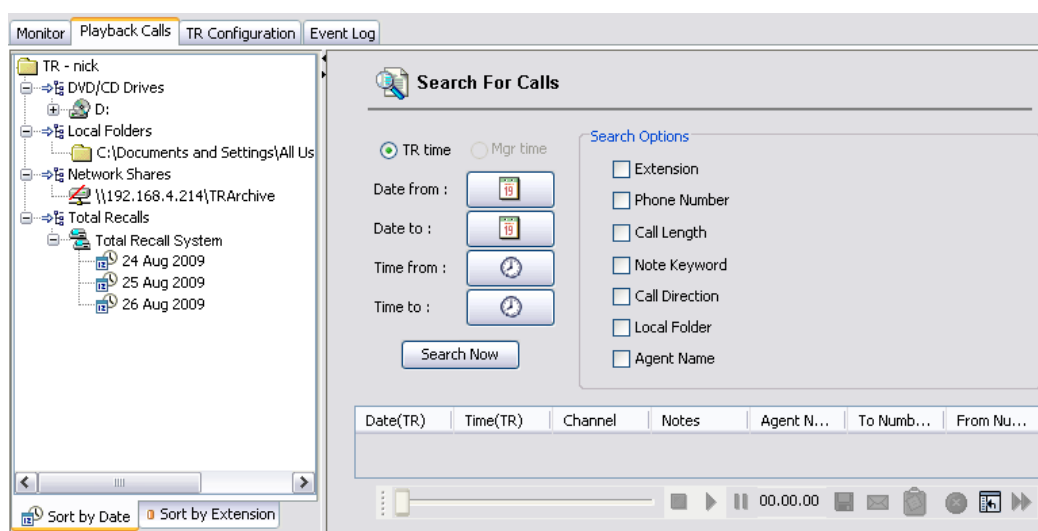 Monitor
Playback Calls
TR Configuration
Event Log
TR - nick
DVD/CD Drives
D:
Local Folders
C:\Documents and Settings\All Us
Network Shares
\\192.168.4.214\TRArchive
Total Recalls
Total Recall System
24 Aug 2009
25 Aug 2009
26 Aug 2009
Sort by Date
Sort by Extension
Search For Calls
TR time
Mgr time
Date from :
19
Date to :
19
Time from :
Time to :
Search Now
Search Options
Extension
Phone Number
Call Length
Note Keyword
Call Direction
Local Folder
Agent Name
Date(TR)
Time(TR)
Channel
Notes
Agent N...
To Numb...
From Nu...
00.00.00